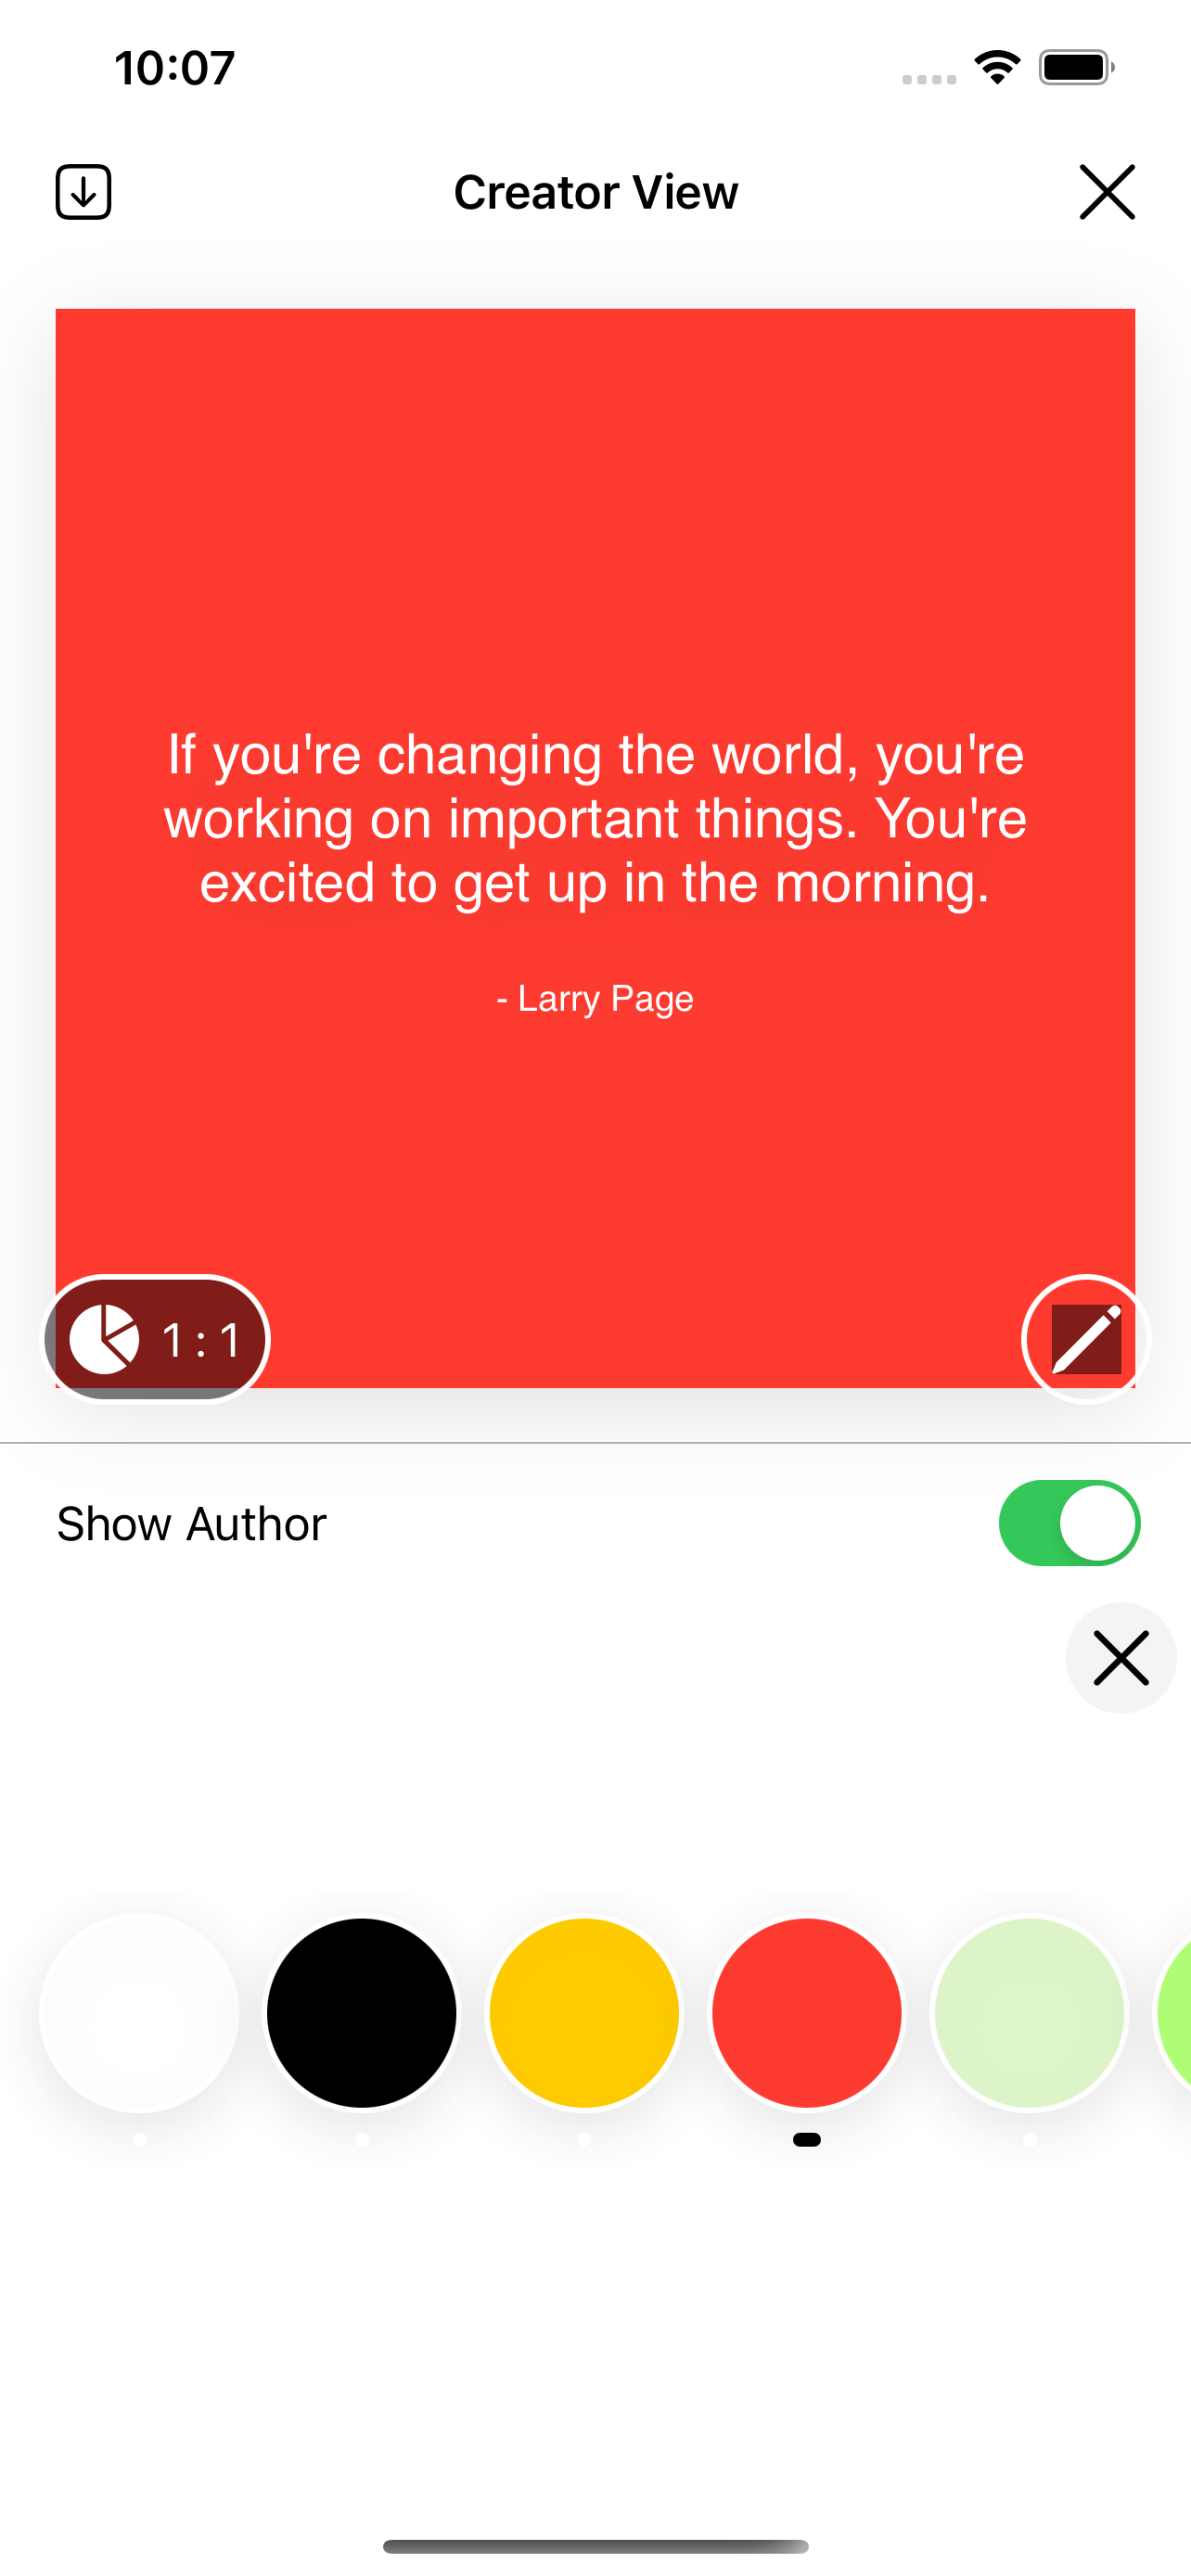 10:07
Creator View
If you're changing the world, you're
working on important things. You're
excited to get up in the morning.
- Larry Page
1 : 1
Show Author